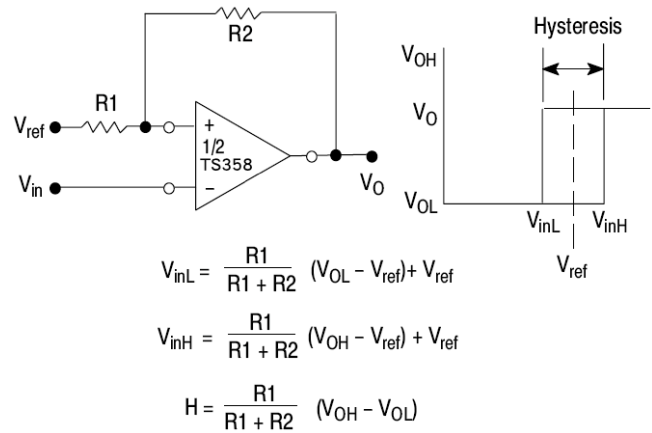 R2
R1
Vref
+
1/2
TS358
−
Vin
VO
Hysteresis
VOH
VO
VOL
VinL
VinH
Vref
VinL = R1 / (R1 + R2) (VOL – Vref)+ Vref
VinH = R1 / (R1 + R2) (VOH – Vref) + Vref
H = R1 / (R1 + R2) (VOH – VOL)